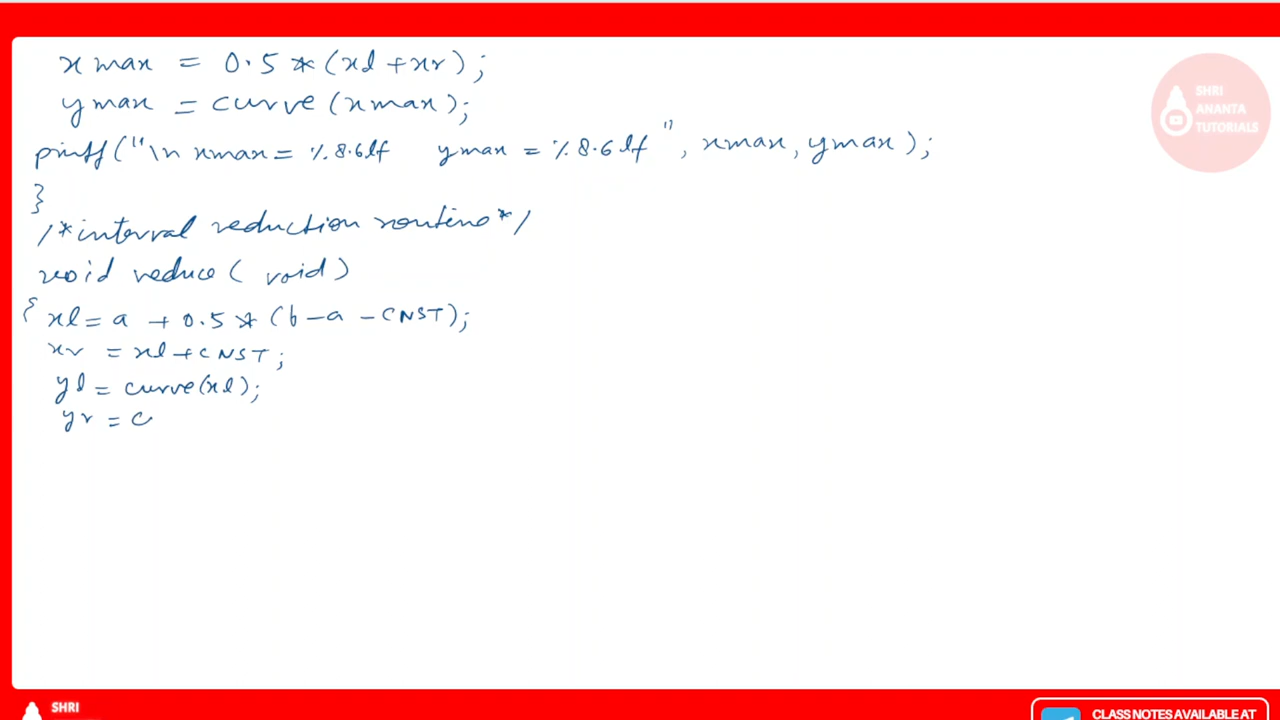 xmax = 0.5 * (xl + xr);
ymax = curve(xmax);
printf("\n xmax = %8.6lf ymax = %8.6lf", xmax, ymax);
}
/*interval reduction routine*/
void reduce( void)
{ xl = a + 0.5 * (b - a - CNST);
xr = xl + CNST;
yl = curve(xl);
yr = c
SHRI
ANANTA
TUTORIALS
SHRI
CLASS NOTES AVAILABLE AT